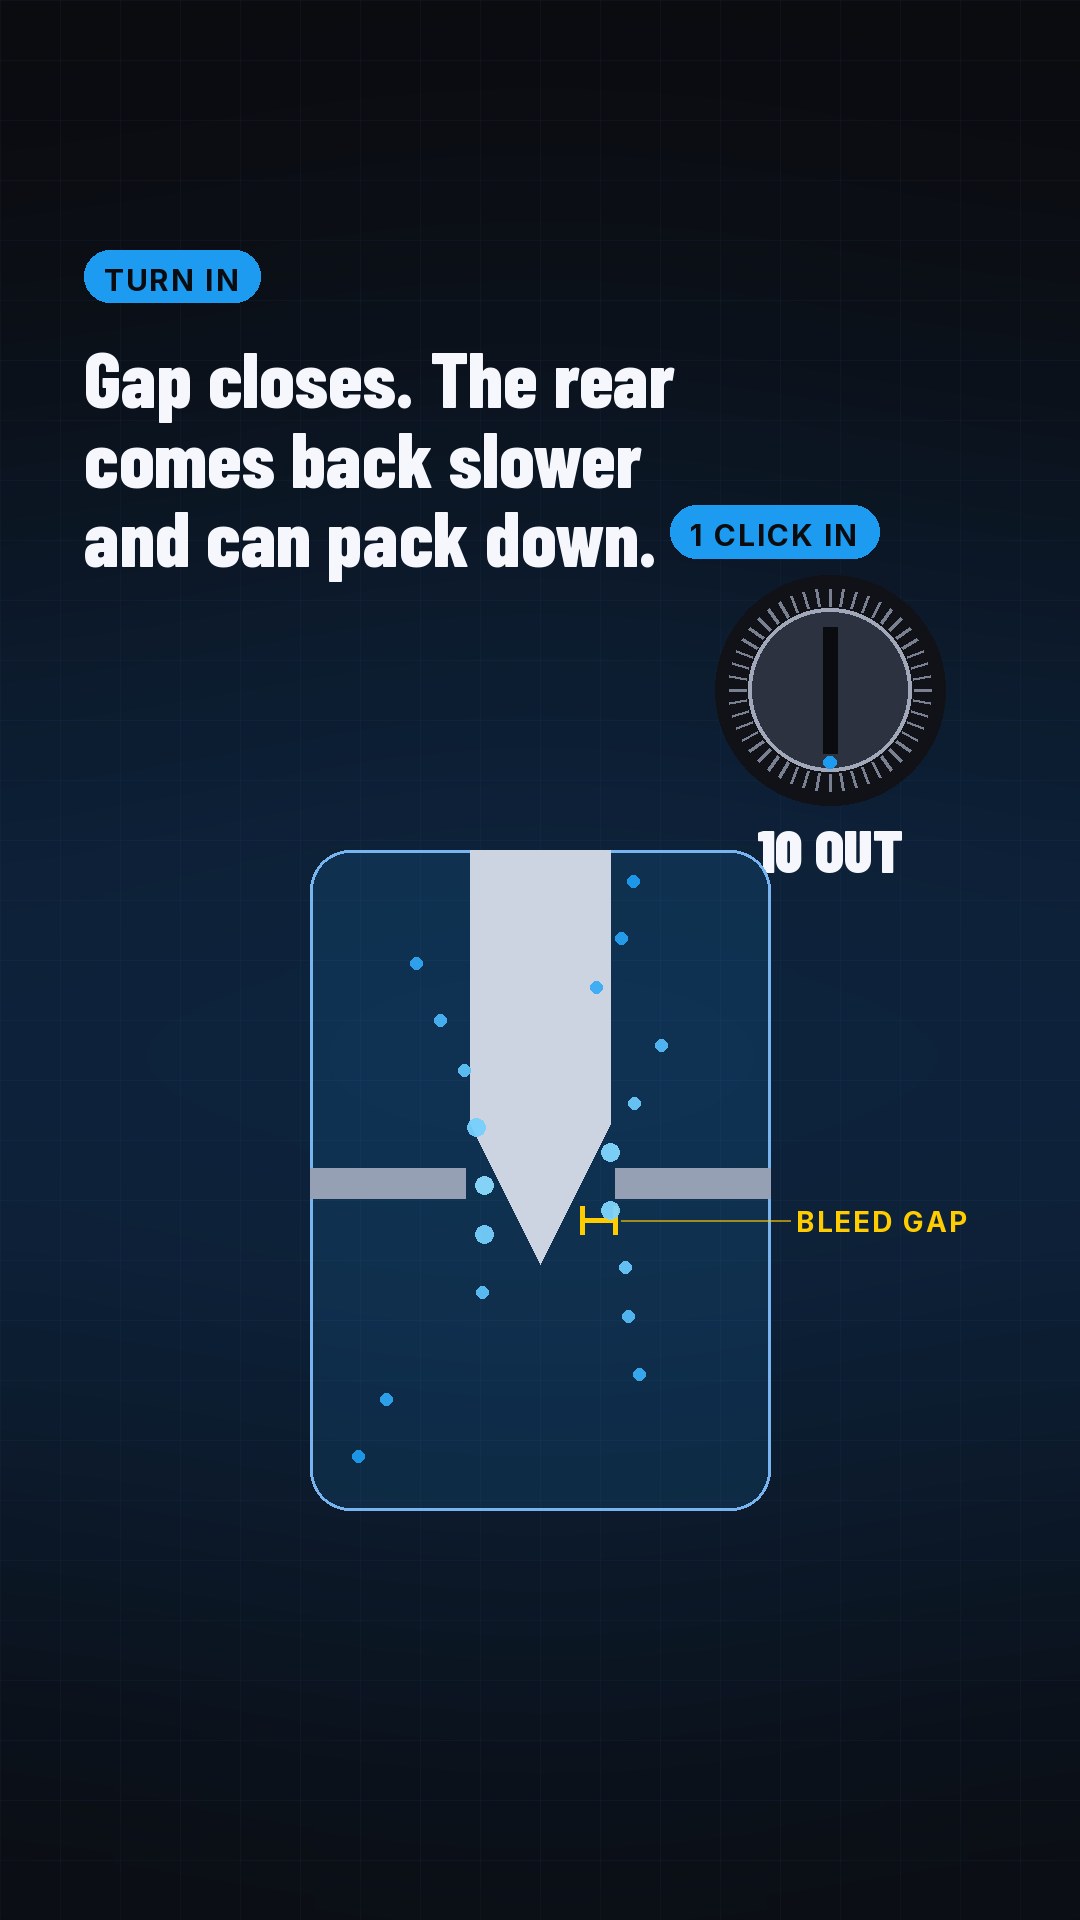 TURN IN
Gap closes. The rear
comes back slower
and can pack down.
1 CLICK IN
10 OUT
BLEED GAP